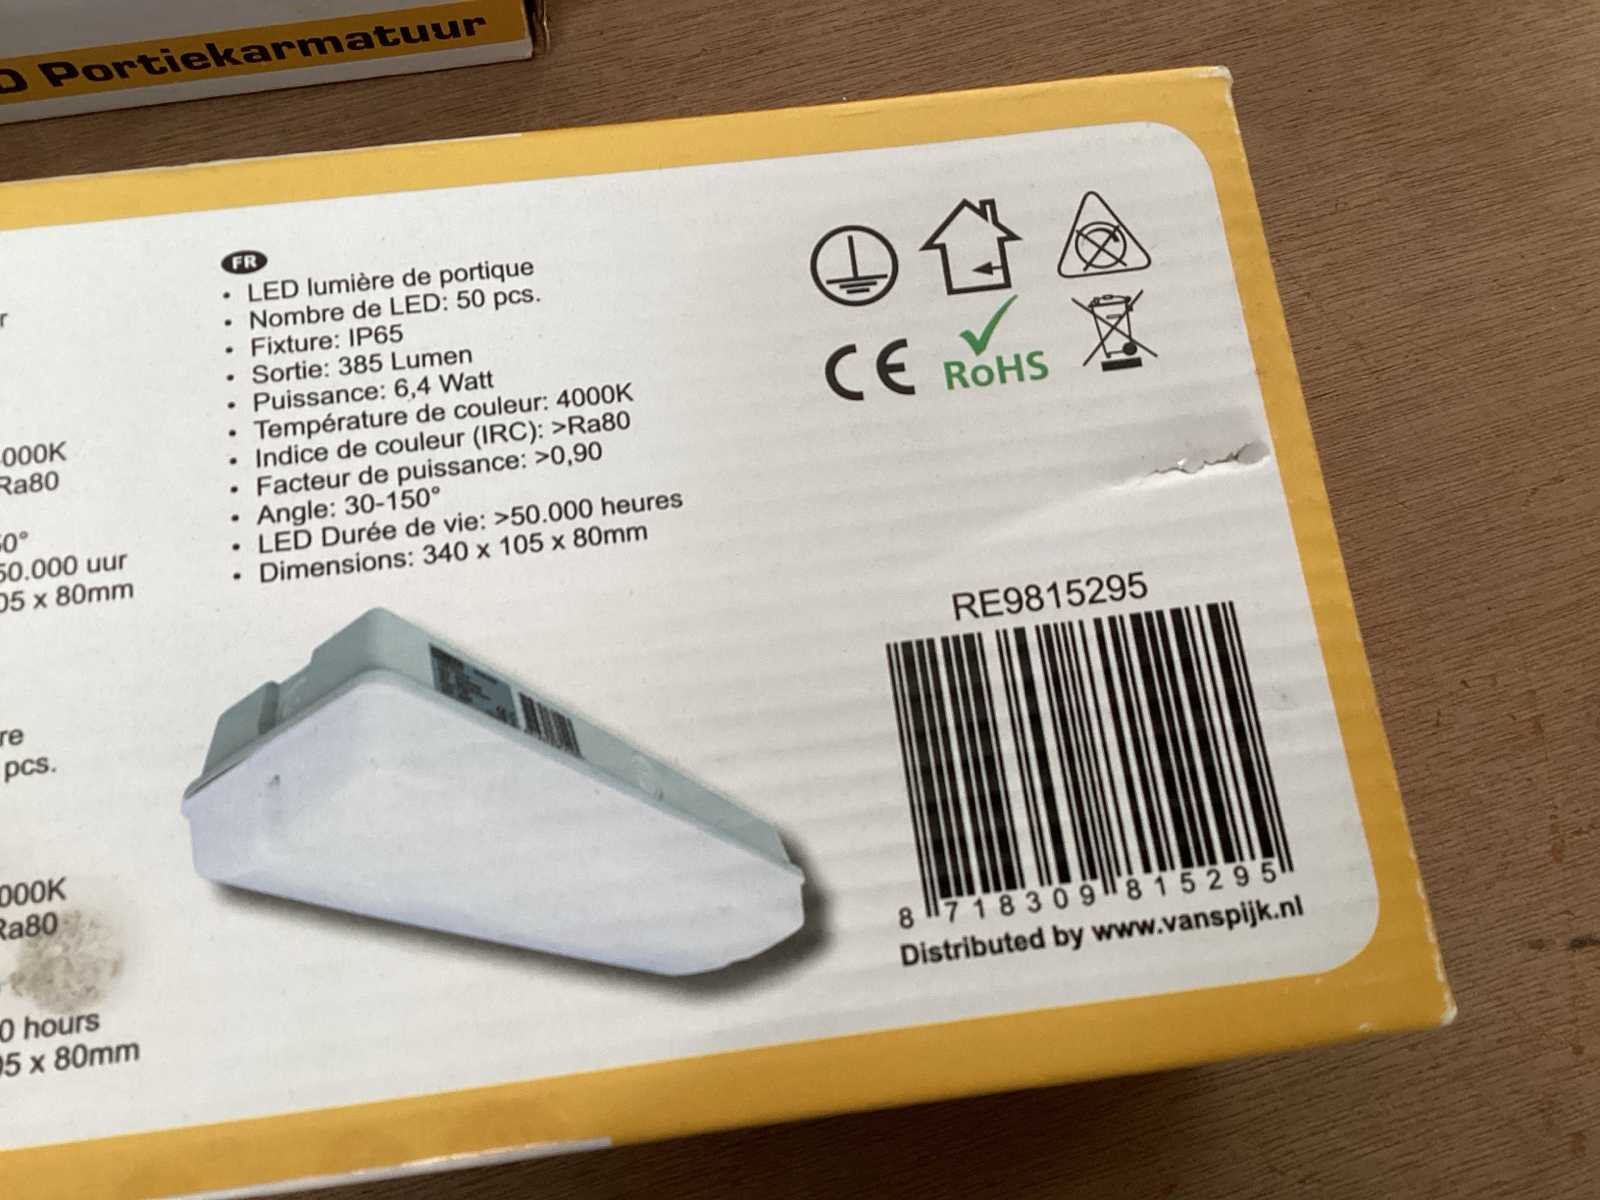 D Portiekarmatuur
FR
• LED lumière de portique
• Nombre de LED: 50 pcs.
• Fixture: IP65
• Sortie: 385 Lumen
• Puissance: 6,4 Watt
• Température de couleur: 4000K
• Indice de couleur (IRC): >Ra80
• Facteur de puissance: >0,90
• Angle: 30-150°
• LED Durée de vie: >50.000 heures
• Dimensions: 340 x 105 x 80mm
r
000K
Ra80
50.000 uur
05 x 80mm
re
pcs.
000K
Ra80
0 hours
05 x 80mm
CE
RoHS
RE9815295
8 718309 815295
Distributed by www.vanspijk.nl